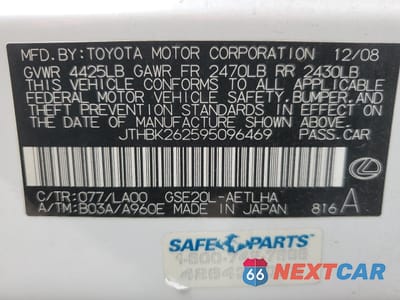 MFD.BY: TOYOTA MOTOR CORPORATION 12/08
GVWR 4425LB GAWR FR 2470LB RR 2430LB
THIS VEHICLE CONFORMS TO ALL APPLICABLE
FEDERAL MOTOR VEHICLE SAFETY, BUMPER, AND
THEFT PREVENTION STANDARDS IN EFFECT ON
THE DATE OF MANUFACTURE SHOWN ABOVE.
JTHBK262595096469 PASS.CAR
C/TR: 077/LA00 GSE20L-AETLHA
A/TM: B03A/A960E MADE IN JAPAN 816 A
SAFE PARTS
66 NEXTCAR